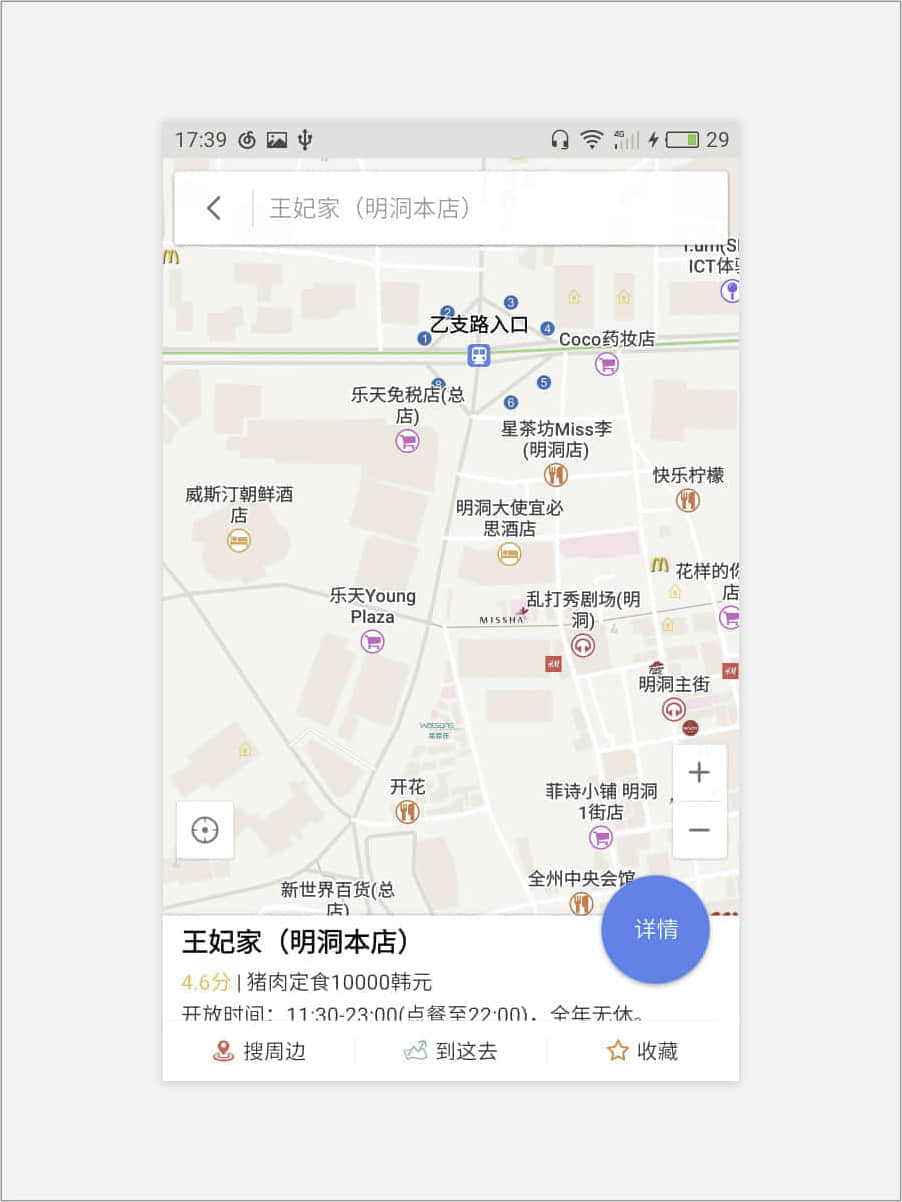 17:39
4G
29
王妃家（明洞本店）
ICT体验
3
2
乙支路入口
4
1
Coco药妆店
8
5
乐天免税店(总
店)
6
星茶坊Miss李
(明洞店)
快乐柠檬
威斯汀朝鲜酒
店
明洞大使宜必
思酒店
花样的你
店
乐天Young
Plaza
乱打秀剧场(明
洞)
MISSHA
H&M
明洞主街
watsons
屈臣氏
开花
菲诗小铺 明洞
1街店
+
−
全州中央会馆
新世界百货(总
店)
王妃家（明洞本店）
详情
4.6分 | 猪肉定食10000韩元
开放时间：11:30-23:00(点餐至22:00)，全年无休。
搜周边
到这去
收藏